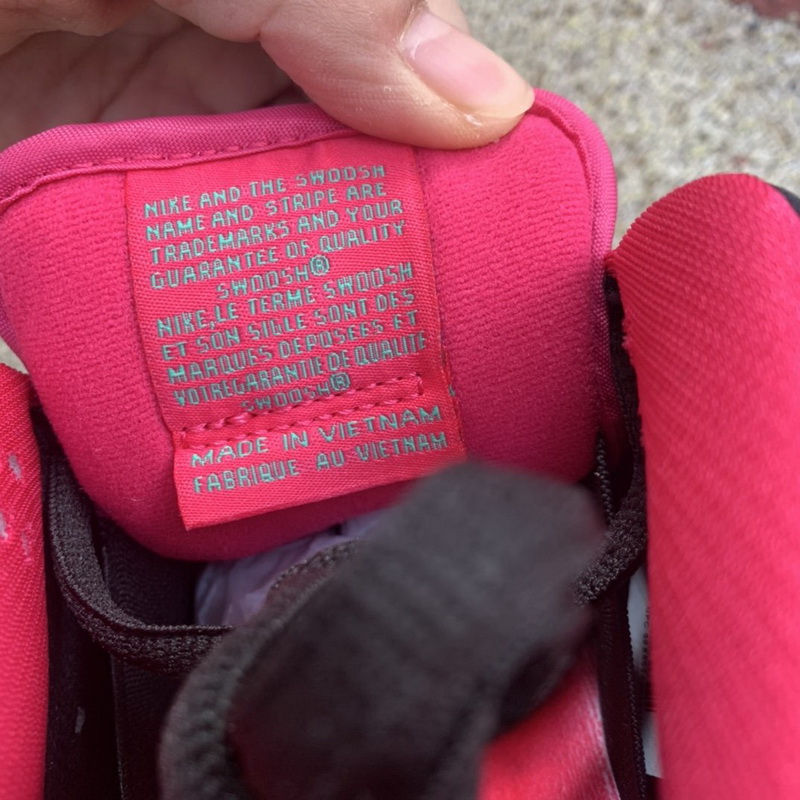 NIKE AND THE SWOOSH
NAME AND STRIPE ARE
TRADEMARKS AND YOUR
GUARANTEE OF QUALITY
SWOOSH®
NIKE, LE TERME SWOOSH
ET SON SILLE SONT DES
MARQUES DEPOSEES ET
VOTRE GARANTIE DE QUALITE
SWOOSH®
MADE IN VIETNAM
FABRIQUE AU VIETNAM